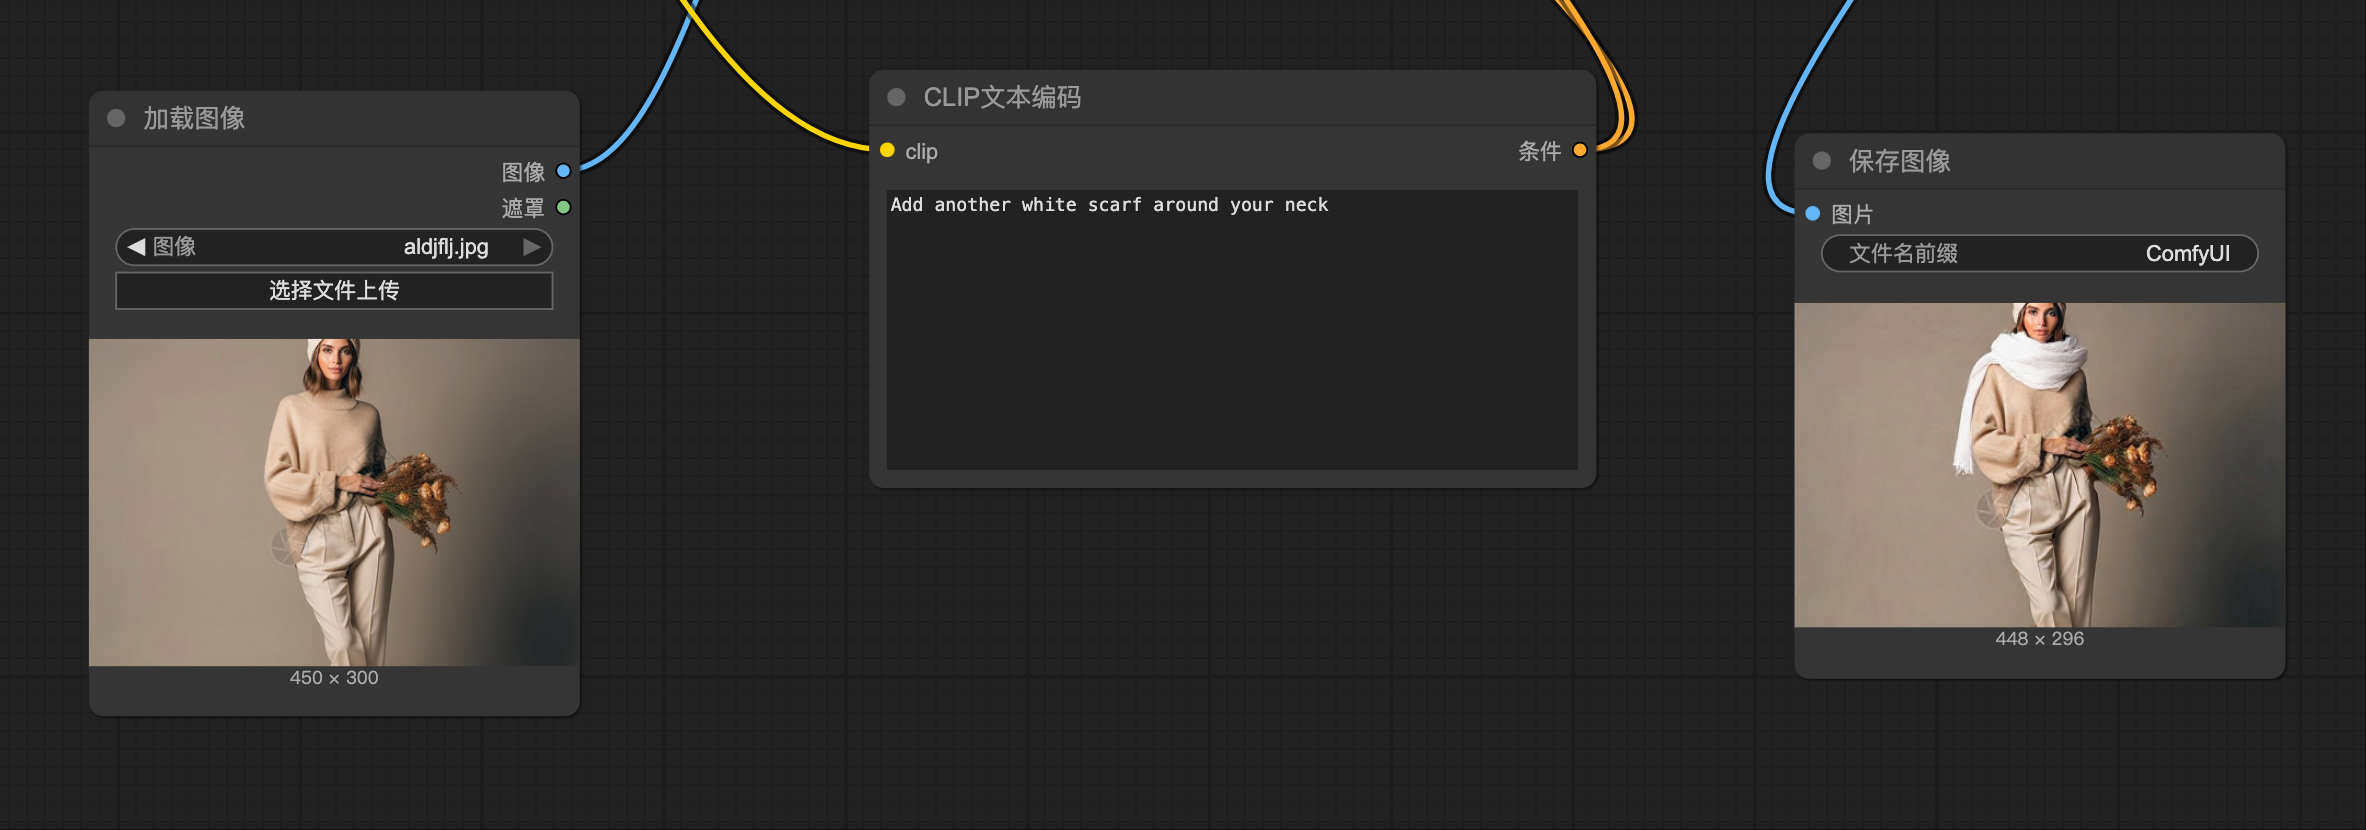 加载图像
图像
遮罩
图像 aldjflj.jpg
选择文件上传
450 × 300
CLIP文本编码
clip 条件
Add another white scarf around your neck
保存图像
图片
文件名前缀 ComfyUI
448 × 296